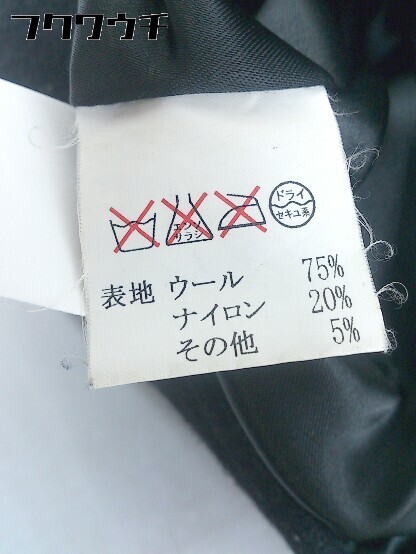 フクワウチ
エンソ
サラシ
ドライ
セキユ系
表地 ウール 75%
ナイロン 20%
その他 5%